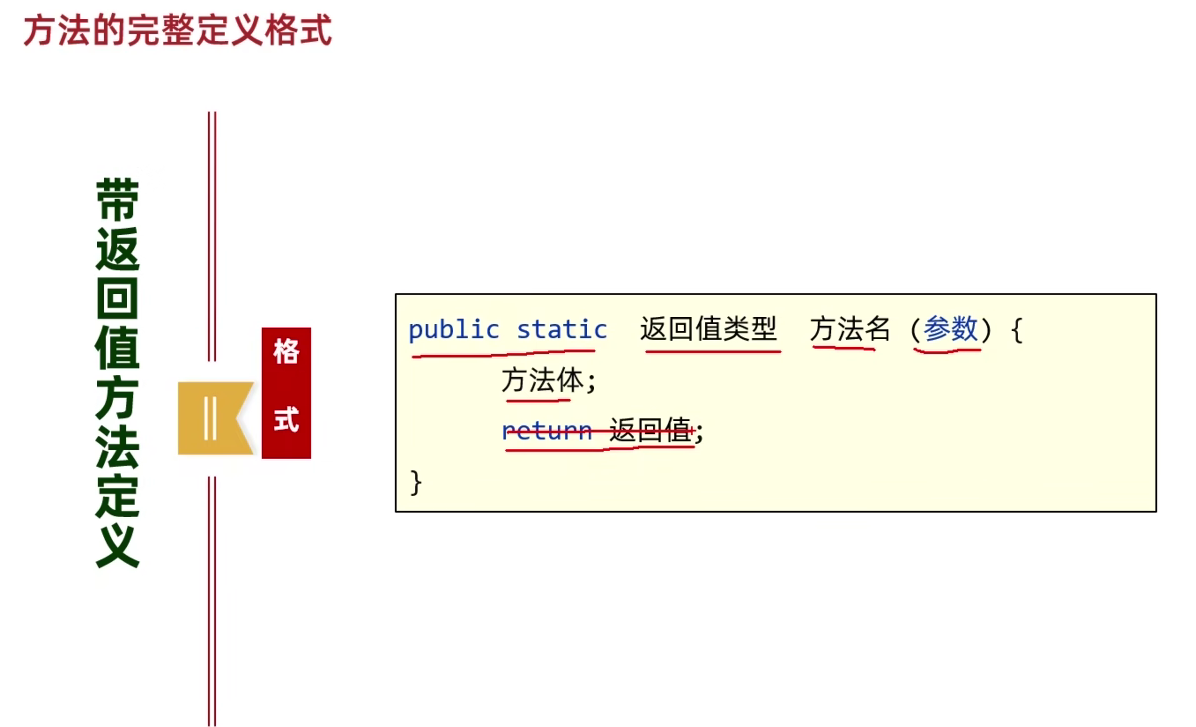 方法的完整定义格式
带返回值方法定义
格式
public static 返回值类型 方法名 (参数) {
方法体;
return 返回值;
}